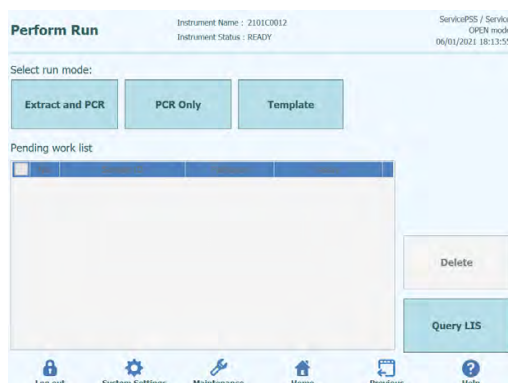 Perform Run
Instrument Name : 2101C0012
Instrument Status : READY
ServicePSS / Service
OPEN mode
06/01/2021 18:13:55
Select run mode:
Extract and PCR
PCR Only
Template
Pending work list
Delete
Query LIS
Log out
System Settings
Maintenance
Home
Previous
Help